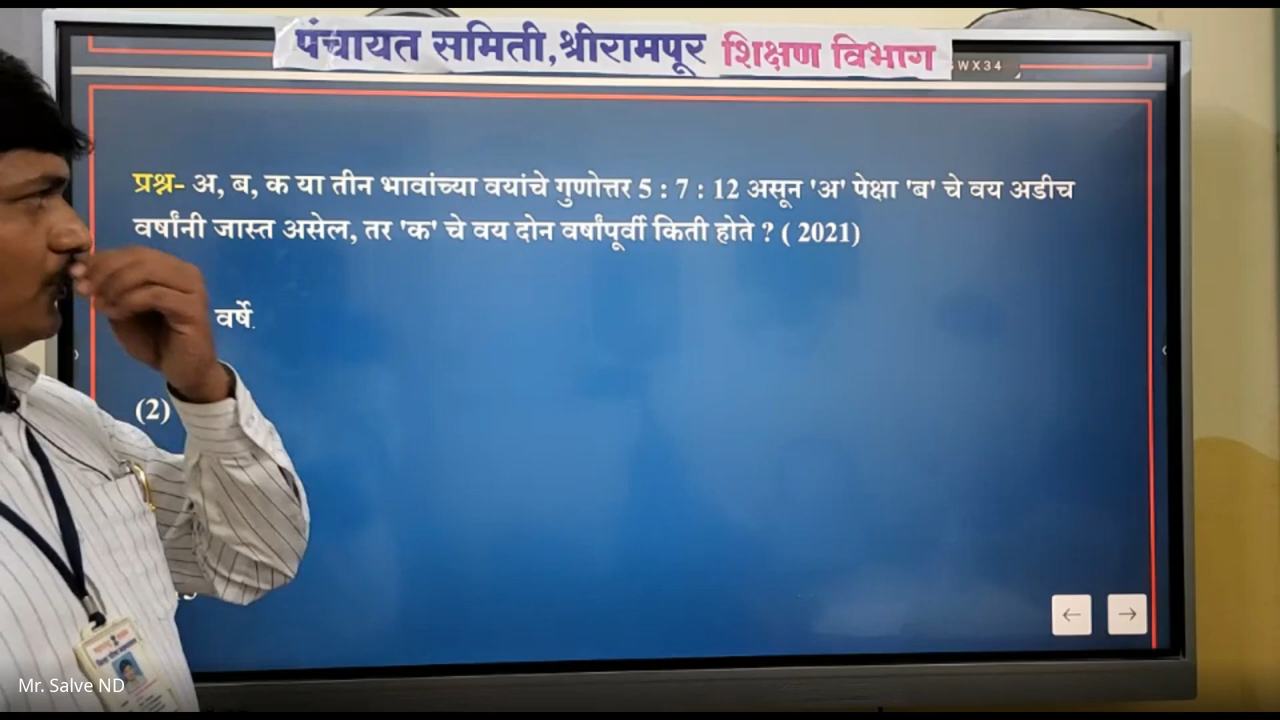 पंचायत समिती,श्रीरामपूर शिक्षण विभाग
WX34
प्रश्न- अ, ब, क या तीन भावांच्या वयांचे गुणोत्तर 5 : 7 : 12 असून 'अ' पेक्षा 'ब' चे वय अडीच
वर्षांनी जास्त असेल, तर 'क' चे वय दोन वर्षांपूर्वी किती होते ? ( 2021)
वर्षे.
(2)
←
→
Mr. Salve ND